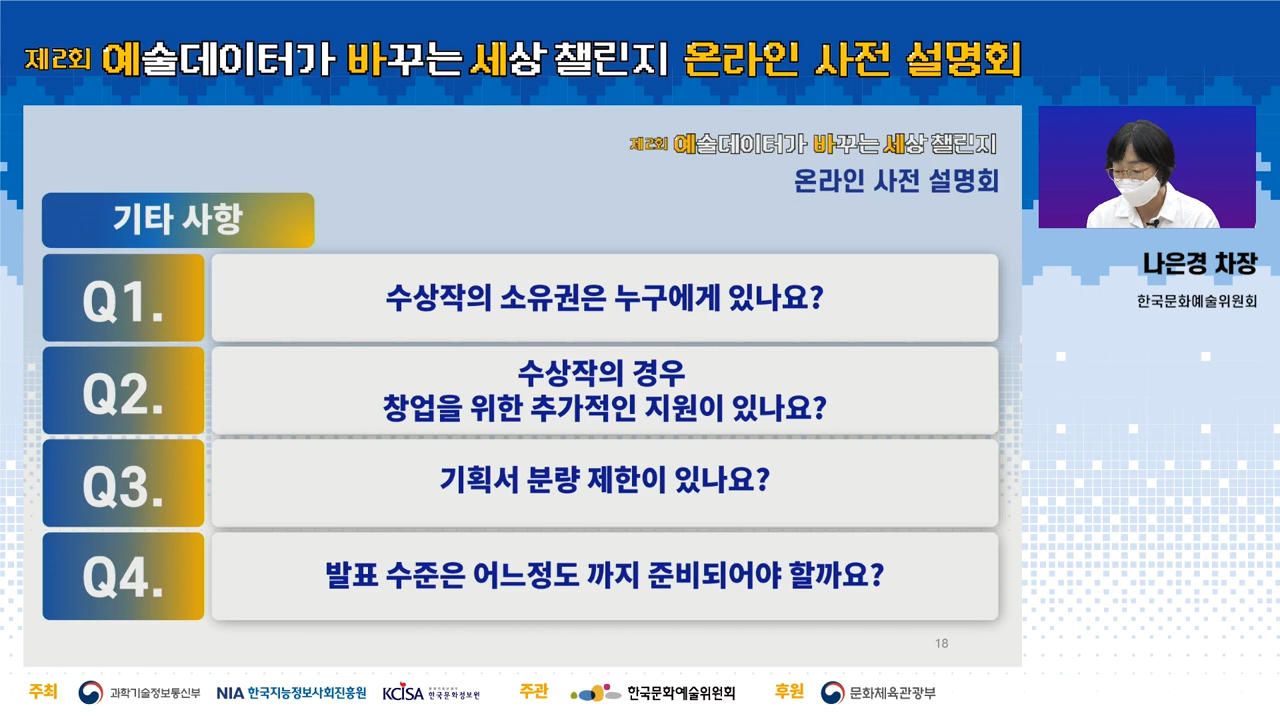 제2회 예술데이터가 바꾸는 세상 챌린지 온라인 사전 설명회
제2회 예술데이터가 바꾸는 세상 챌린지
온라인 사전 설명회
기타 사항
Q1.
수상작의 소유권은 누구에게 있나요?
Q2.
수상작의 경우
창업을 위한 추가적인 지원이 있나요?
Q3.
기획서 분량 제한이 있나요?
Q4.
발표 수준은 어느정도 까지 준비되어야 할까요?
18
나은경 차장
한국문화예술위원회
주최 과학기술정보통신부 NIA 한국지능정보사회진흥원 KCISA 한국문화정보원 주관 한국문화예술위원회 후원 문화체육관광부